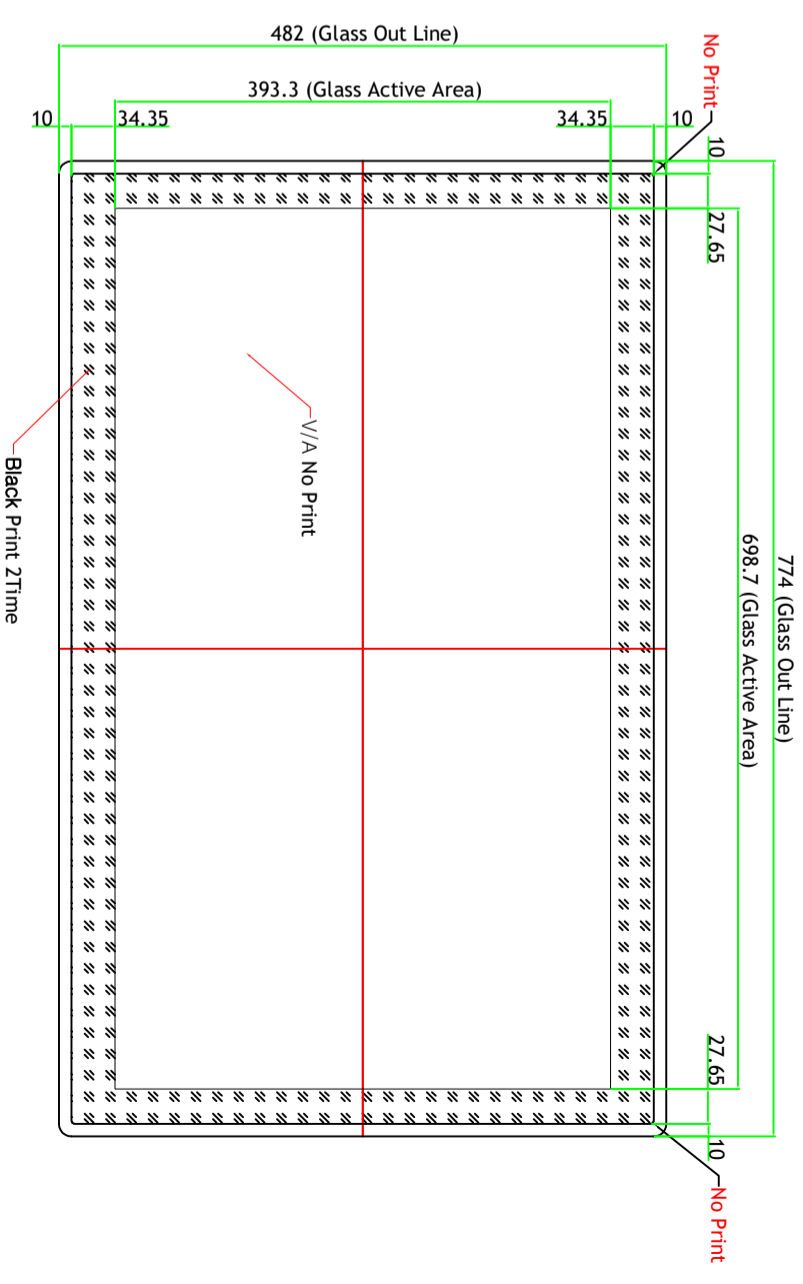 482 (Glass Out Line)
No Print
393.3 (Glass Active Area)
10
34.35
34.35
10
10
27.65
V/A No Print
Black Print 2Time
698.7 (Glass Active Area)
774 (Glass Out Line)
27.65
10
No Print